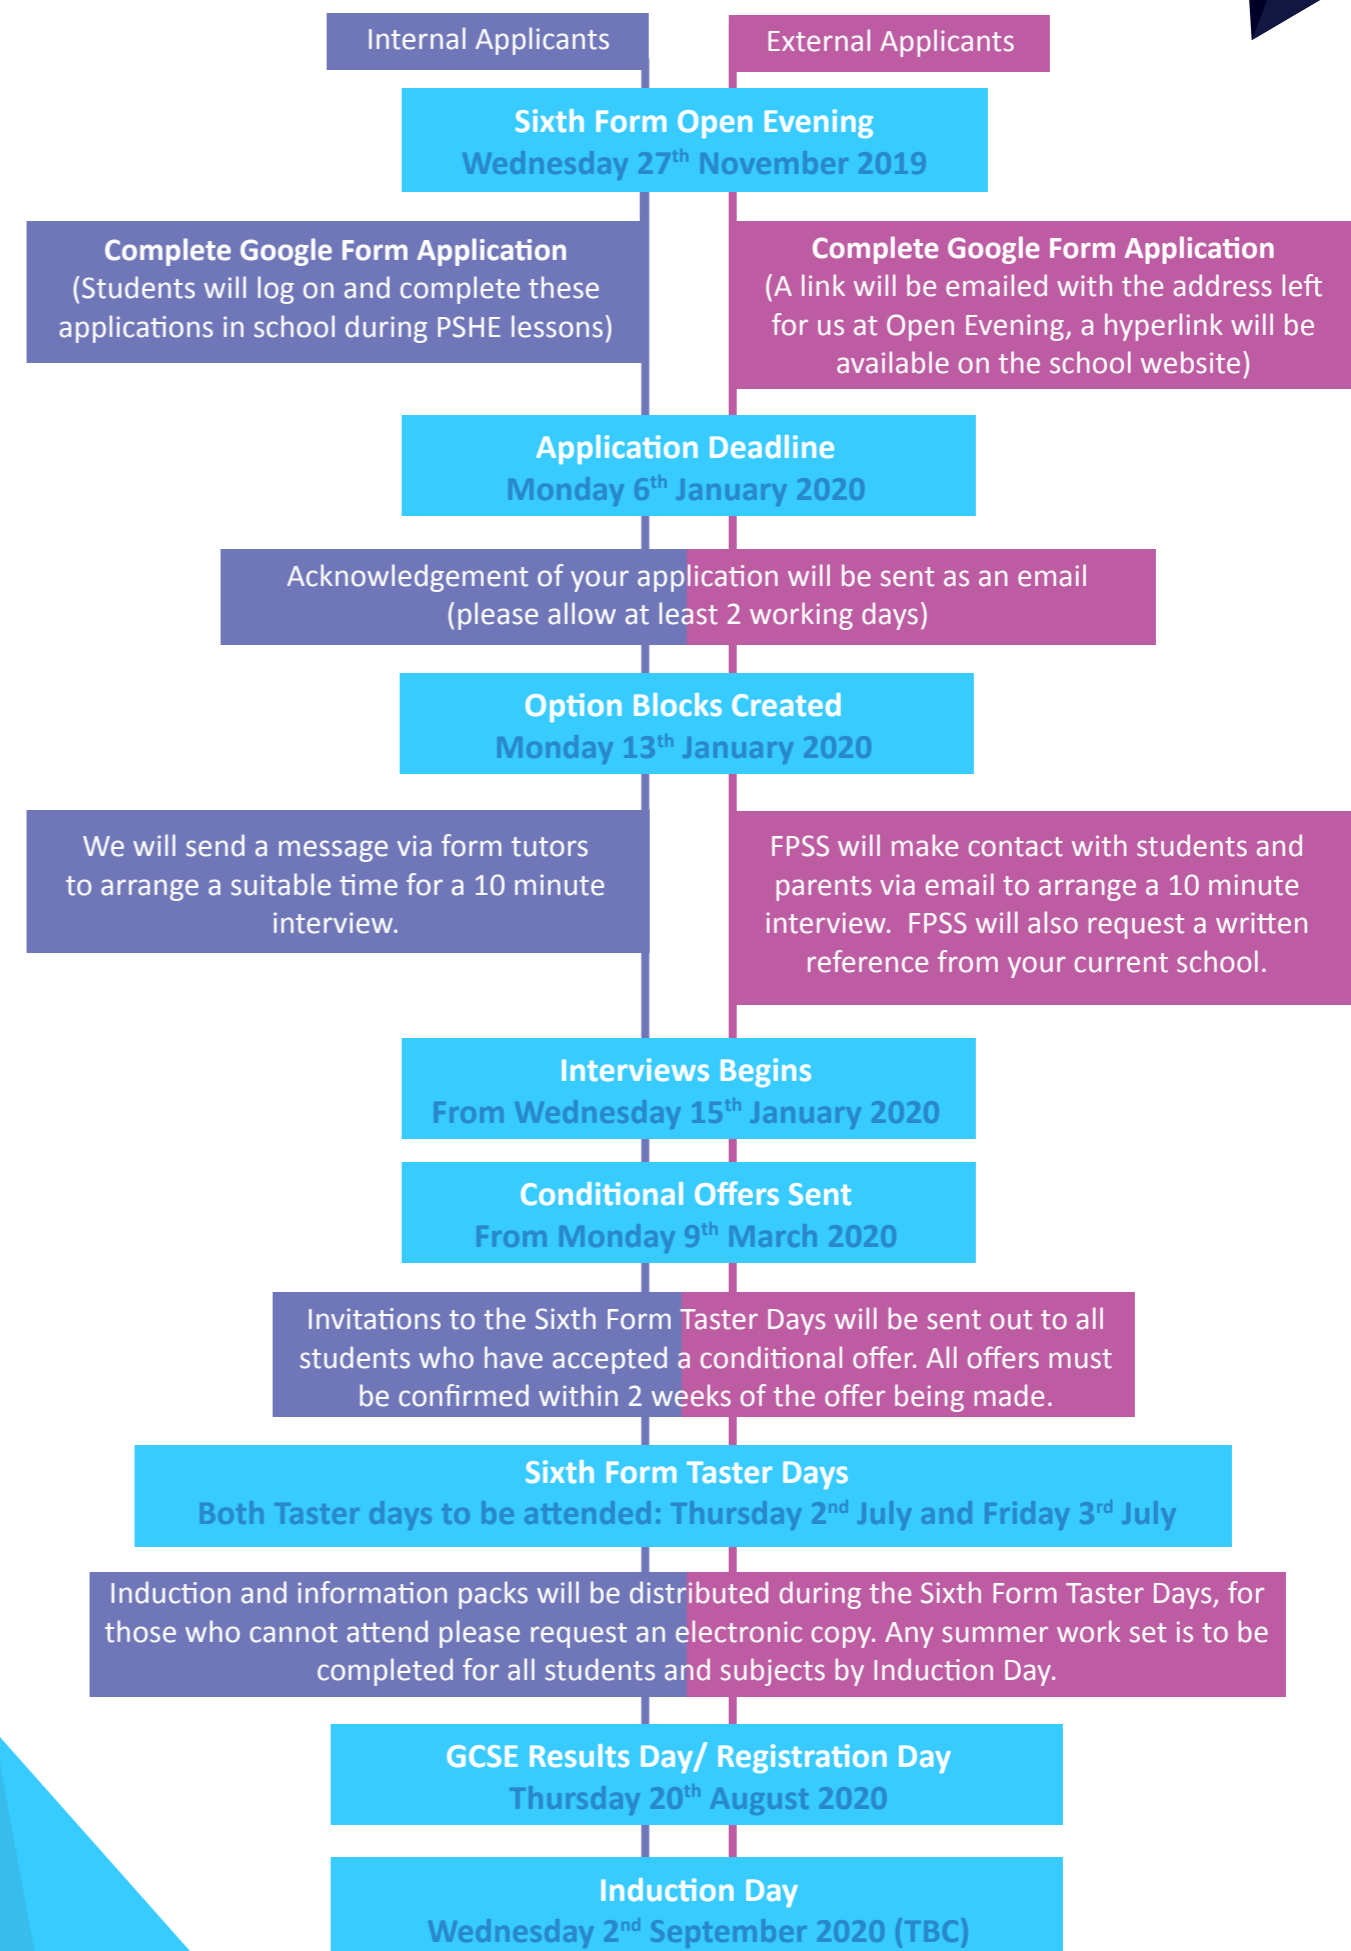 Internal Applicants
External Applicants
Sixth Form Open Evening
Wednesday 27th November 2019
Complete Google Form Application
(Students will log on and complete these
applications in school during PSHE lessons)
Complete Google Form Application
(A link will be emailed with the address left
for us at Open Evening, a hyperlink will be
available on the school website)
Application Deadline
Monday 6th January 2020
Acknowledgement of your application will be sent as an email
(please allow at least 2 working days)
Option Blocks Created
Monday 13th January 2020
We will send a message via form tutors
to arrange a suitable time for a 10 minute
interview.
FPSS will make contact with students and
parents via email to arrange a 10 minute
interview.  FPSS will also request a written
reference from your current school.
Interviews Begins
From Wednesday 15th January 2020
Conditional Offers Sent
From Monday 9th March 2020
Invitations to the Sixth Form Taster Days will be sent out to all
students who have accepted a conditional offer. All offers must
be confirmed within 2 weeks of the offer being made.
Sixth Form Taster Days
Both Taster days to be attended: Thursday 2nd July and Friday 3rd July
Induction and information packs will be distributed during the Sixth Form Taster Days, for
those who cannot attend please request an electronic copy. Any summer work set is to be
completed for all students and subjects by Induction Day.
GCSE Results Day/ Registration Day
Thursday 20th August 2020
Induction Day
Wednesday 2nd September 2020 (TBC)